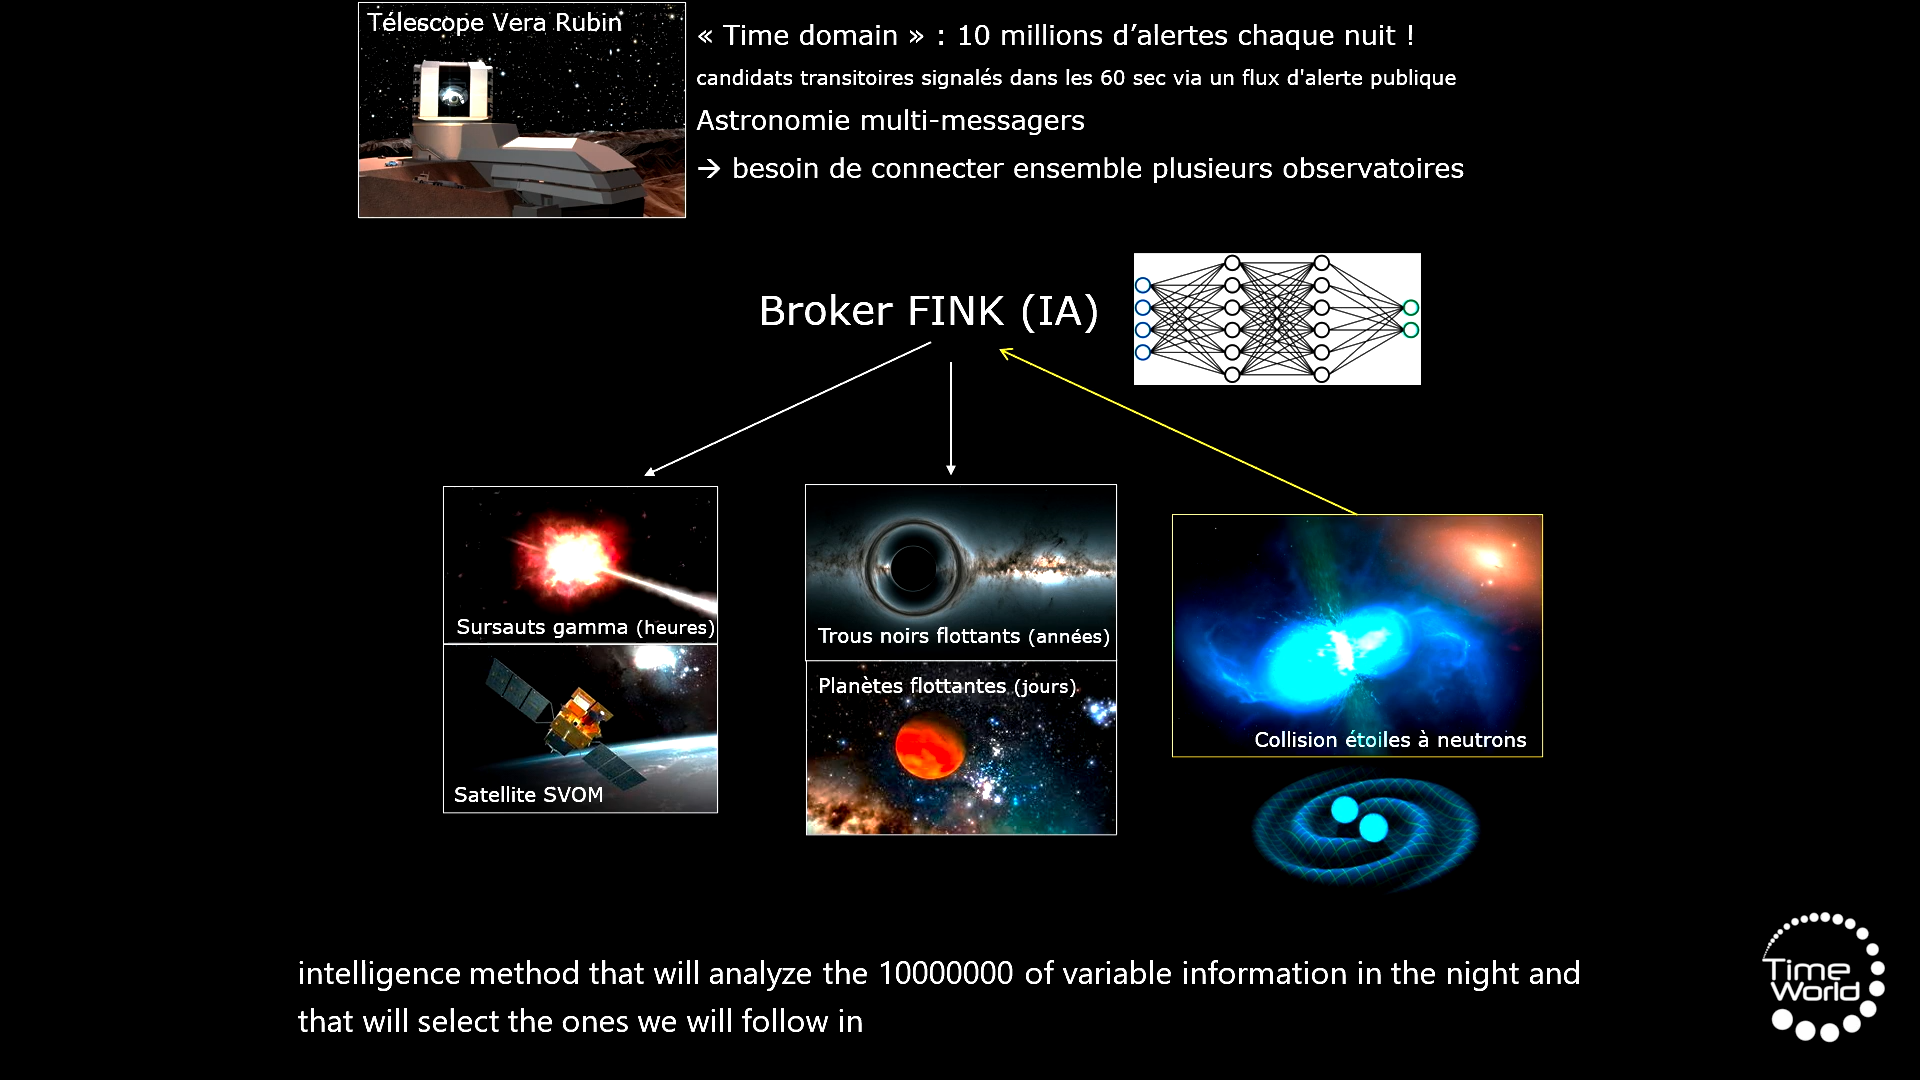 Télescope Vera Rubin
« Time domain » : 10 millions d’alertes chaque nuit !
candidats transitoires signalés dans les 60 sec via un flux d'alerte publique
Astronomie multi-messagers
→ besoin de connecter ensemble plusieurs observatoires
Broker FINK (IA)
Sursauts gamma (heures)
Satellite SVOM
Trous noirs flottants (années)
Planètes flottantes (jours)
Collision étoiles à neutrons
intelligence method that will analyze the 10000000 of variable information in the night and
that will select the ones we will follow in
Time
World